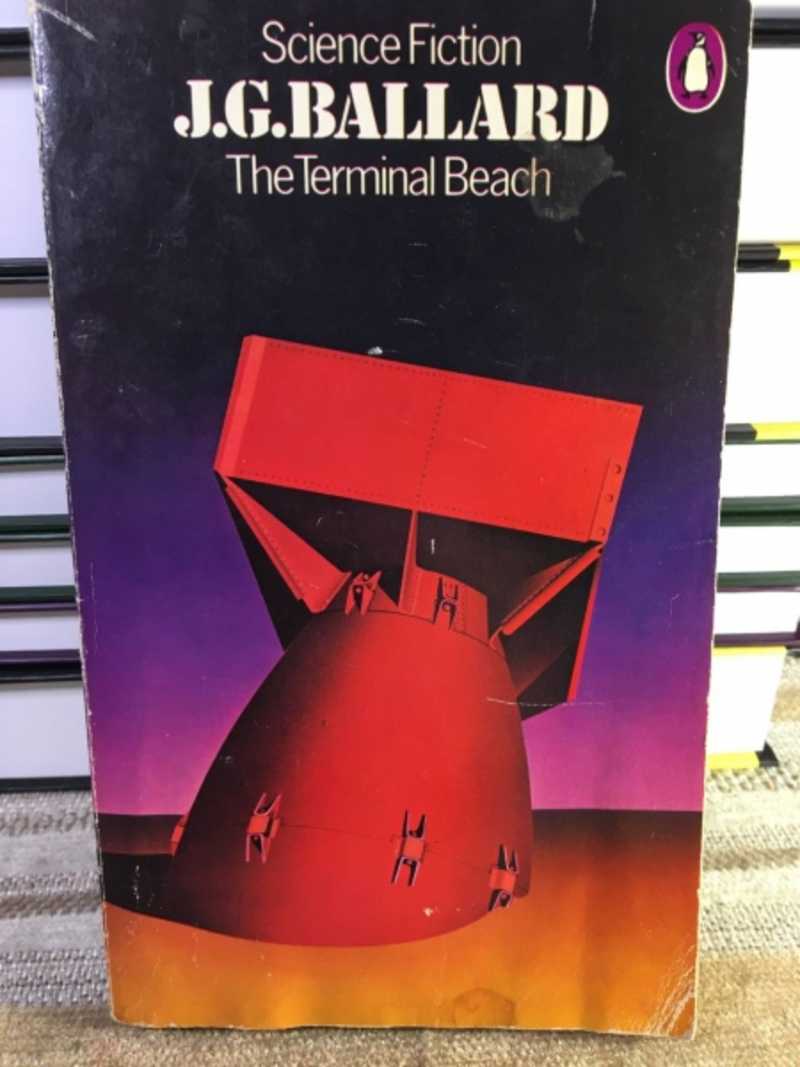 Science Fiction
J.G.BALLARD
The Terminal Beach